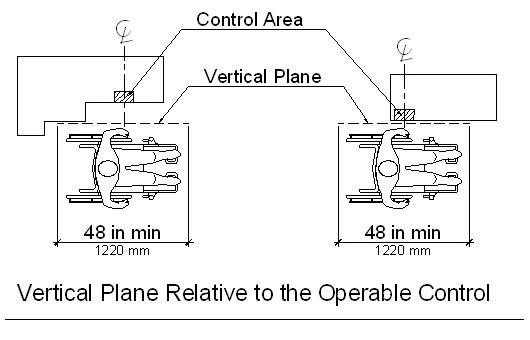 Control Area
℄
℄
Vertical Plane
48 in min
1220 mm
48 in min
1220 mm
Vertical Plane Relative to the Operable Control